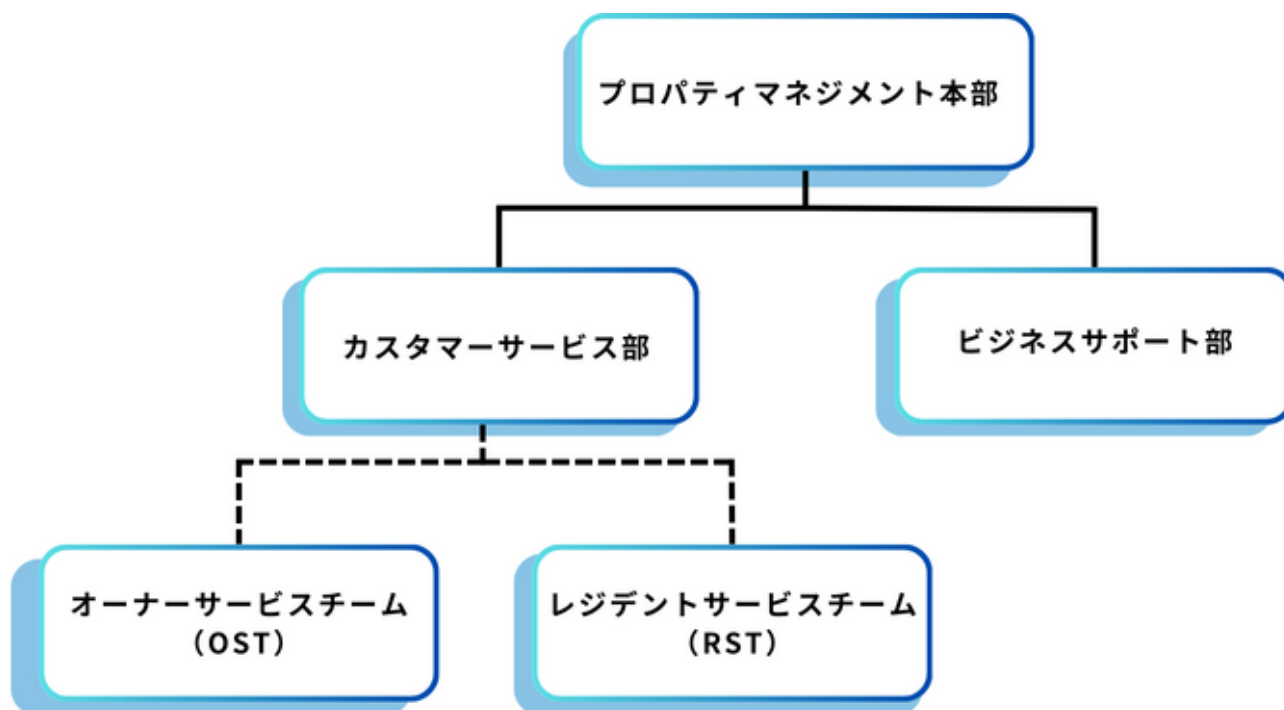 プロパティマネジメント本部
カスタマーサービス部
ビジネスサポート部
オーナーサービスチーム
（OST）
レジデントサービスチーム
（RST）